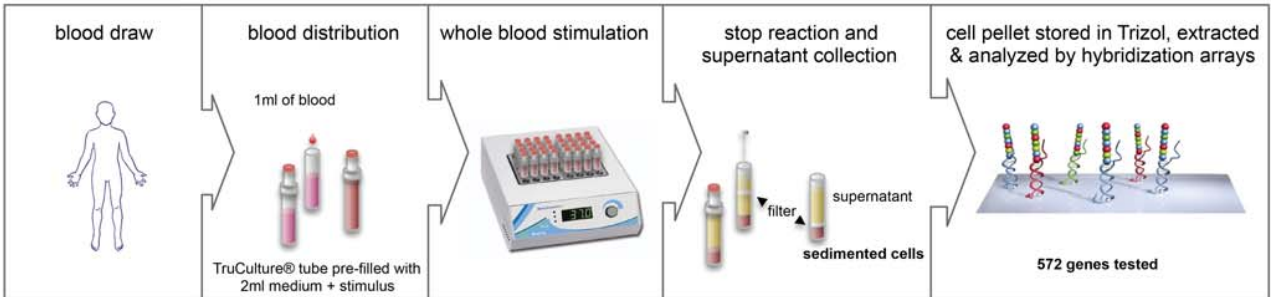 blood draw
blood distribution
1ml of blood
TruCulture® tube pre-filled with
2ml medium + stimulus
whole blood stimulation
37.0
stop reaction and
supernatant collection
supernatant
filter
sedimented cells
cell pellet stored in Trizol, extracted
& analyzed by hybridization arrays
572 genes tested